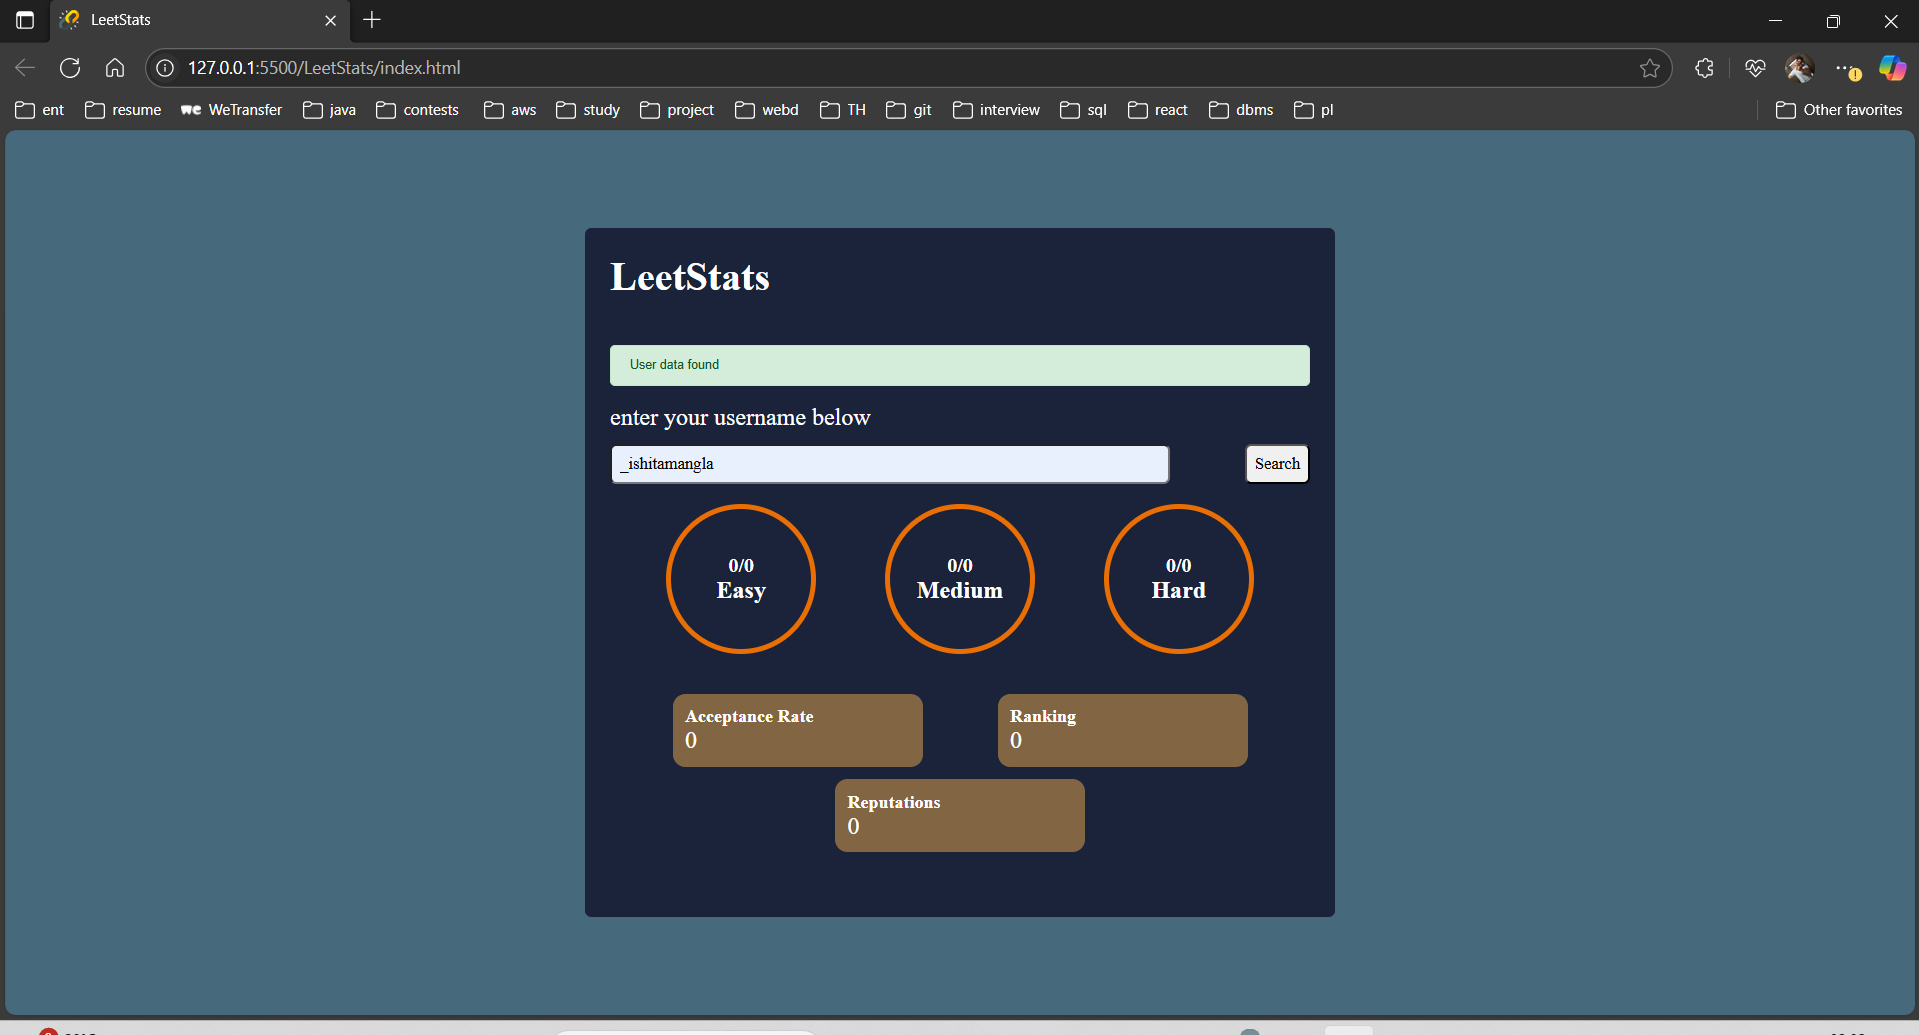 LeetStats
127.0.0.1:5500/LeetStats/index.html
ent resume WeTransfer java contests aws study project webd TH git interview sql react dbms pl Other favorites
LeetStats
User data found
enter your username below
_ishitamangla Search
0/0 0/0 0/0
Easy Medium Hard
Acceptance Rate Ranking
0 0
Reputations
0